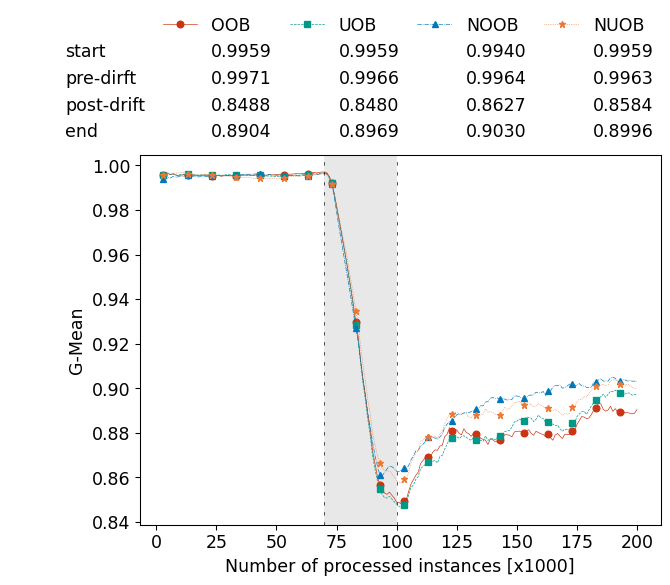 OOB UOB NOOB NUOB
start 0.9959 0.9959 0.9940 0.9959
pre-dirft 0.9971 0.9966 0.9964 0.9963
post-drift 0.8488 0.8480 0.8627 0.8584
end 0.8904 0.8969 0.9030 0.8996
1.00
0.98
0.96
0.94
0.92
0.90
0.88
0.86
0.84
G-Mean
0 25 50 75 100 125 150 175 200
Number of processed instances [x1000]